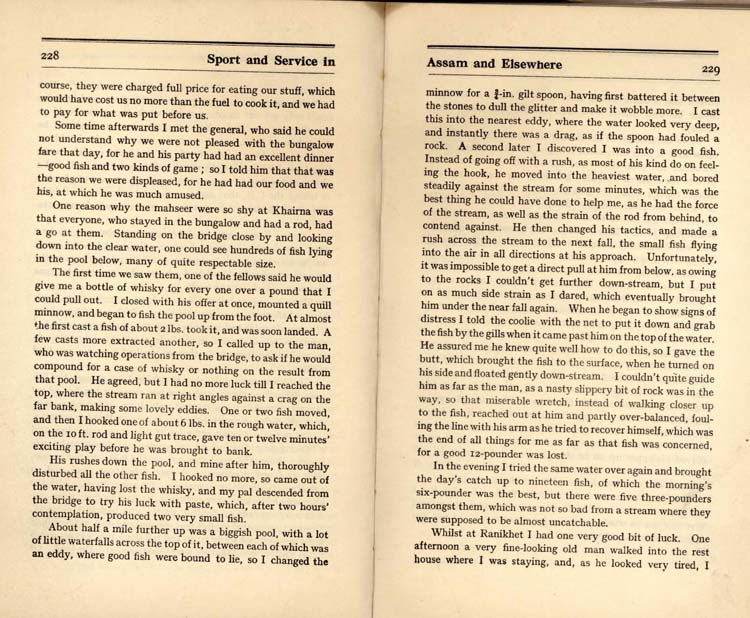 228 Sport and Service in
course, they were charged full price for eating our stuff, which
would have cost us no more than the fuel to cook it, and we had
to pay for what was put before us.
Some time afterwards I met the general, who said he could
not understand why we were not pleased with the bungalow
fare that day, for he and his party had had an excellent dinner
—good fish and two kinds of game ; so I told him that that was
the reason we were displeased, for he had had our food and we
his, at which he was much amused.
One reason why the mahseer were so shy at Khairna was
that everyone, who stayed in the bungalow and had a rod, had
a go at them. Standing on the bridge close by and looking
down into the clear water, one could see hundreds of fish lying
in the pool below, many of quite respectable size.
The first time we saw them, one of the fellows said he would
give me a bottle of whisky for every one over a pound that I
could pull out. I closed with his offer at once, mounted a quill
minnow, and began to fish the pool up from the foot. At almost
the first cast a fish of about 2 lbs. took it, and was soon landed. A
few casts more extracted another, so I called up to the man,
who was watching operations from the bridge, to ask if he would
compound for a case of whisky or nothing on the result from
that pool. He agreed, but I had no more luck till I reached the
top, where the stream ran at right angles against a crag on the
far bank, making some lovely eddies. One or two fish moved,
and then I hooked one of about 6 lbs. in the rough water, which,
on the 10 ft. rod and light gut trace, gave ten or twelve minutes'
exciting play before he was brought to bank.
His rushes down the pool, and mine after him, thoroughly
disturbed all the other fish. I hooked no more, so came out of
the water, having lost the whisky, and my pal descended from
the bridge to try his luck with paste, which, after two hours'
contemplation, produced two very small fish.
About half a mile further up was a biggish pool, with a lot
of little waterfalls across the top of it, between each of which was
an eddy, where good fish were bound to lie, so I changed the
Assam and Elsewhere 229
minnow for a ¾-in. gilt spoon, having first battered it between
the stones to dull the glitter and make it wobble more. I cast
this into the nearest eddy, where the water looked very deep,
and instantly there was a drag, as if the spoon had fouled a
rock. A second later I discovered I was into a good fish.
Instead of going off with a rush, as most of his kind do on feel-
ing the hook, he moved into the heaviest water, and bored
steadily against the stream for some minutes, which was the
best thing he could have done to help me, as he had the force
of the stream, as well as the strain of the rod from behind, to
contend against. He then changed his tactics, and made a
rush across the stream to the next fall, the small fish flying
into the air in all directions at his approach. Unfortunately,
it was impossible to get a direct pull at him from below, as owing
to the rocks I couldn't get further down-stream, but I put
on as much side strain as I dared, which eventually brought
him under the near fall again. When he began to show signs of
distress I told the coolie with the net to put it down and grab
the fish by the gills when it came past him on the top of the water.
He assured me he knew quite well how to do this, so I gave the
butt, which brought the fish to the surface, when he turned on
his side and floated gently down-stream. I couldn't quite guide
him as far as the man, as a nasty slippery bit of rock was in the
way, so that miserable wretch, instead of walking closer up
to the fish, reached out at him and partly over-balanced, foul-
ing the line with his arm as he tried to recover himself, which was
the end of all things for me as far as that fish was concerned,
for a good 12-pounder was lost.
In the evening I tried the same water over again and brought
the day's catch up to nineteen fish, of which the morning's
six-pounder was the best, but there were five three-pounders
amongst them, which was not so bad from a stream where they
were supposed to be almost uncatchable.
Whilst at Ranikhet I had one very good bit of luck. One
afternoon a very fine-looking old man walked into the rest
house where I was staying, and, as he looked very tired, I